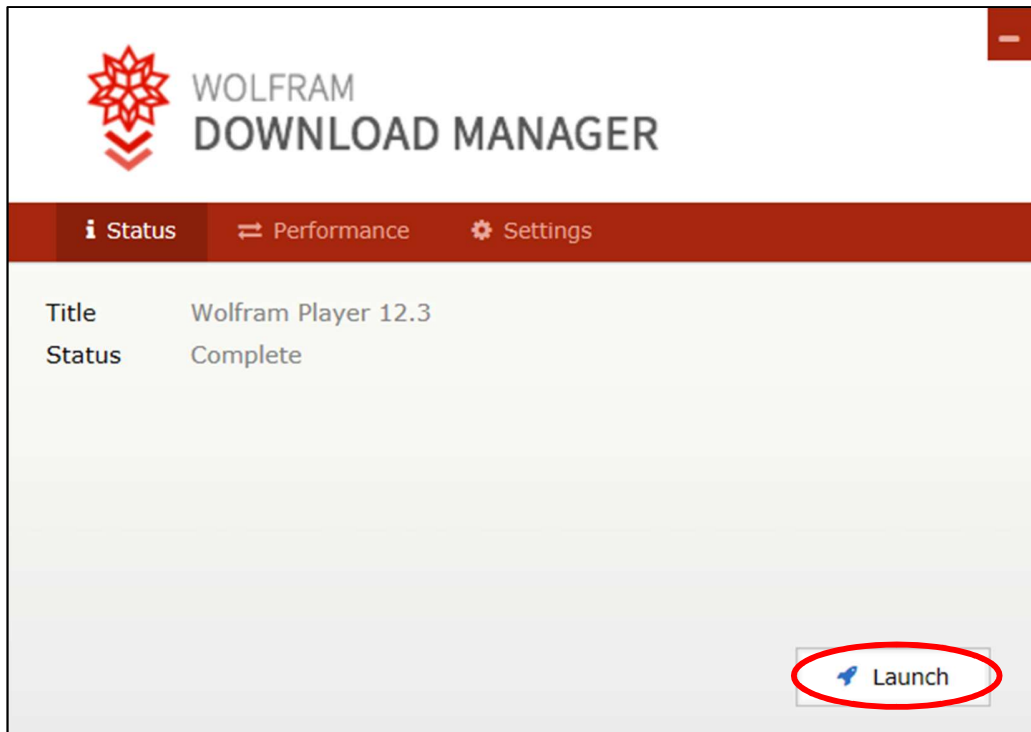 WOLFRAM
DOWNLOAD MANAGER
Status Performance Settings
Title Wolfram Player 12.3
Status Complete
Launch